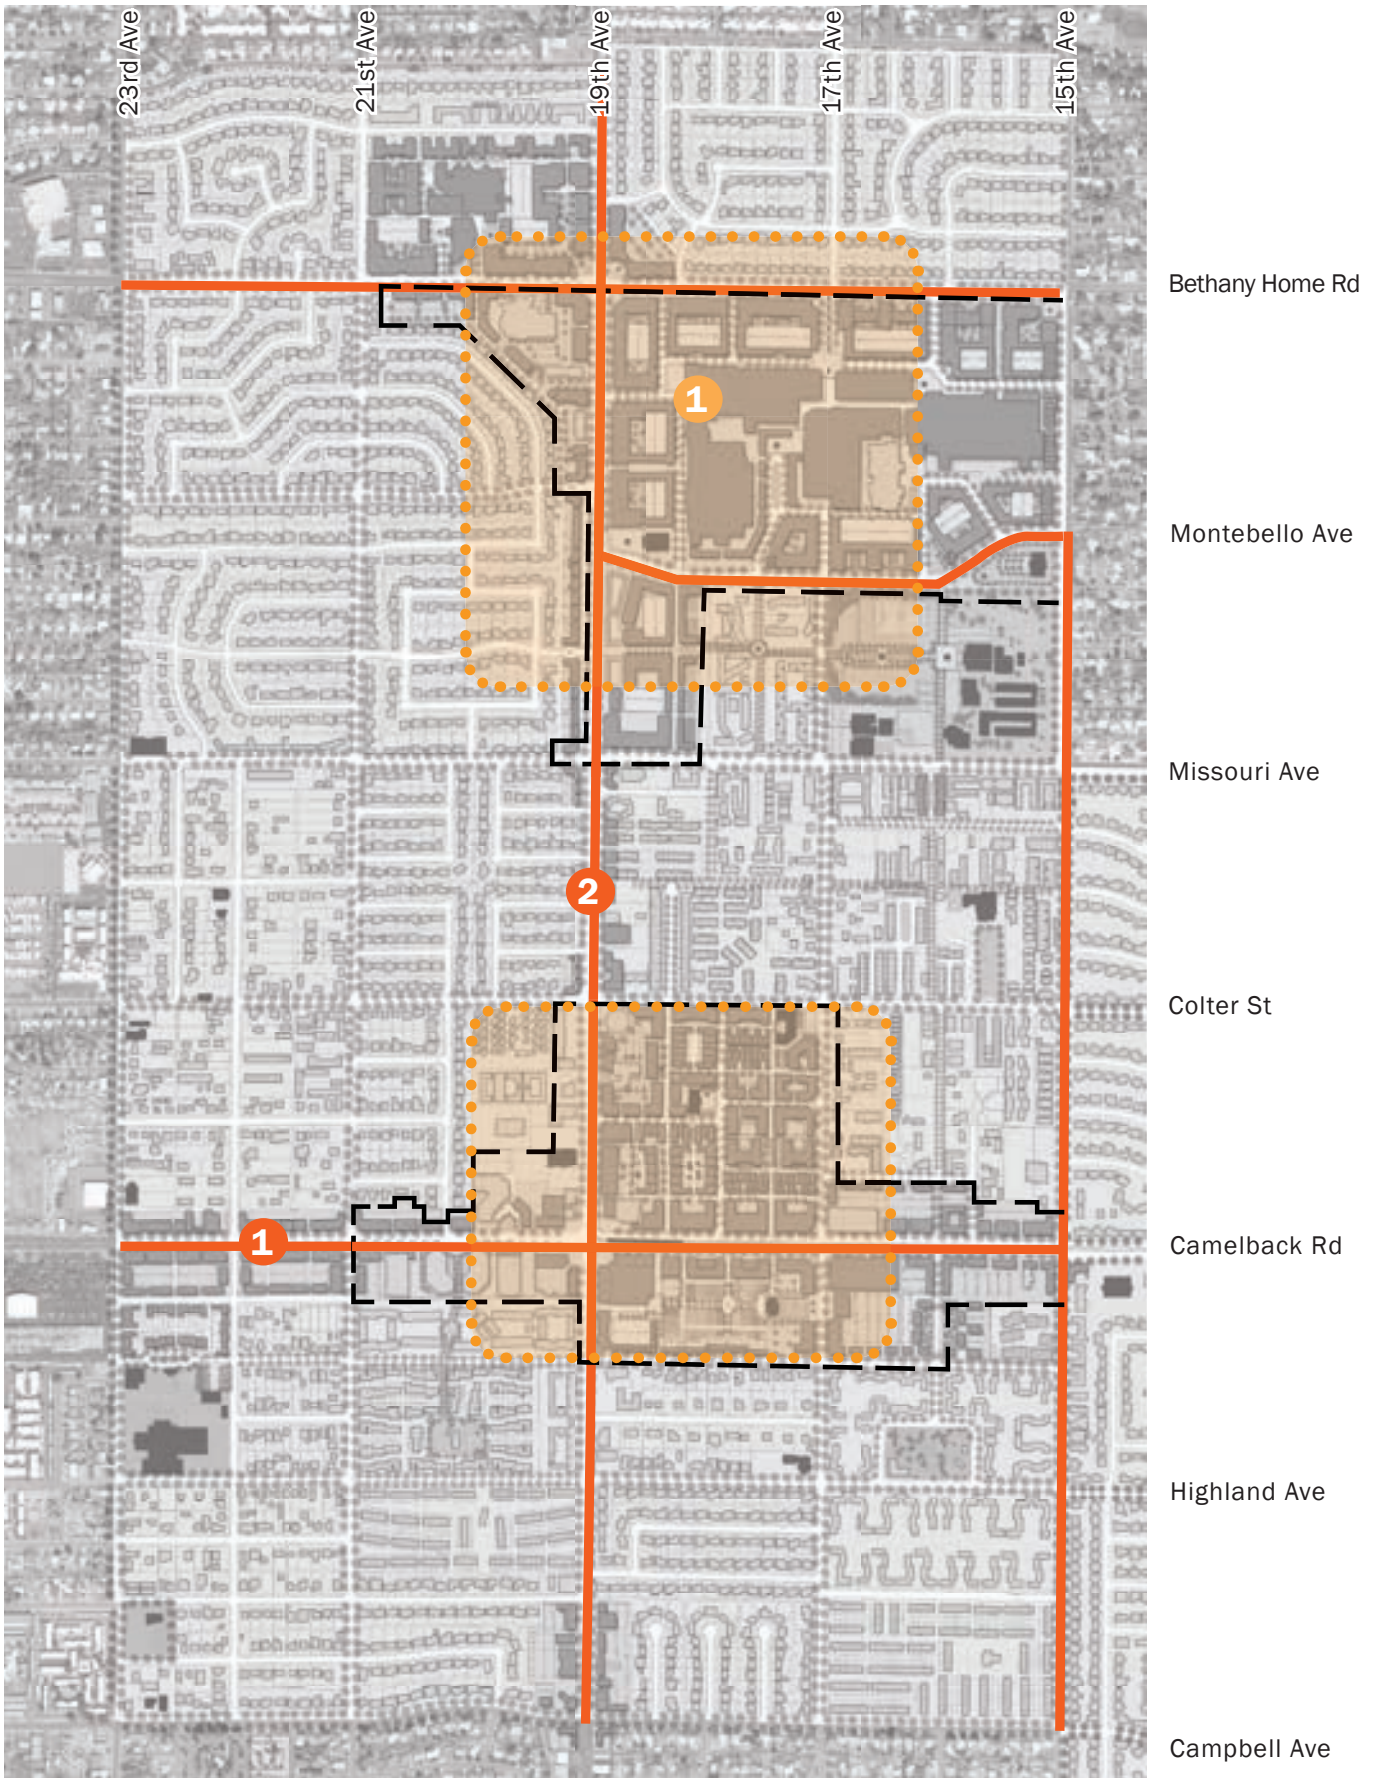 23rd Ave
21st Ave
19th Ave
17th Ave
15th Ave
Bethany Home Rd
1
Montebello Ave
Missouri Ave
2
Colter St
1
Camelback Rd
Highland Ave
Campbell Ave